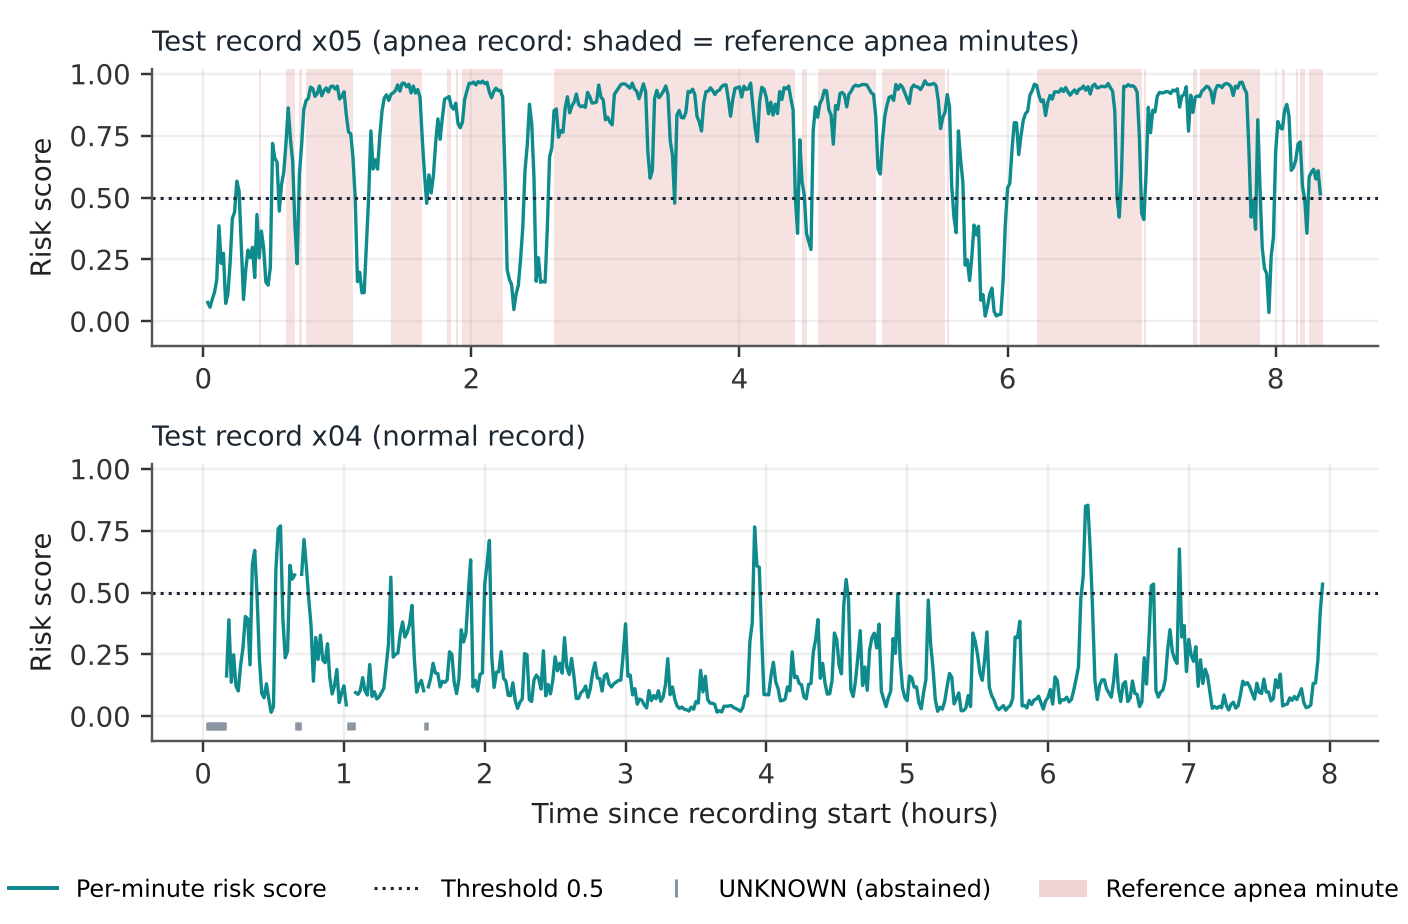 Test record x05 (apnea record: shaded = reference apnea minutes)
1.00
0.75
0.50
0.25
0.00
Risk score
0 2 4 6 8
Test record x04 (normal record)
1.00
0.75
0.50
0.25
0.00
Risk score
0 1 2 3 4 5 6 7 8
Time since recording start (hours)
Per-minute risk score Threshold 0.5 UNKNOWN (abstained) Reference apnea minute